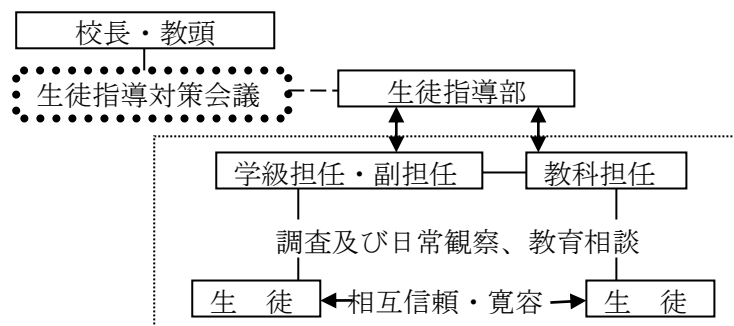 校長・教頭
生徒指導対策会議
生徒指導部
学級担任・副担任
教科担任
調査及び日常観察、教育相談
生　徒
相互信頼・寛容
生　徒